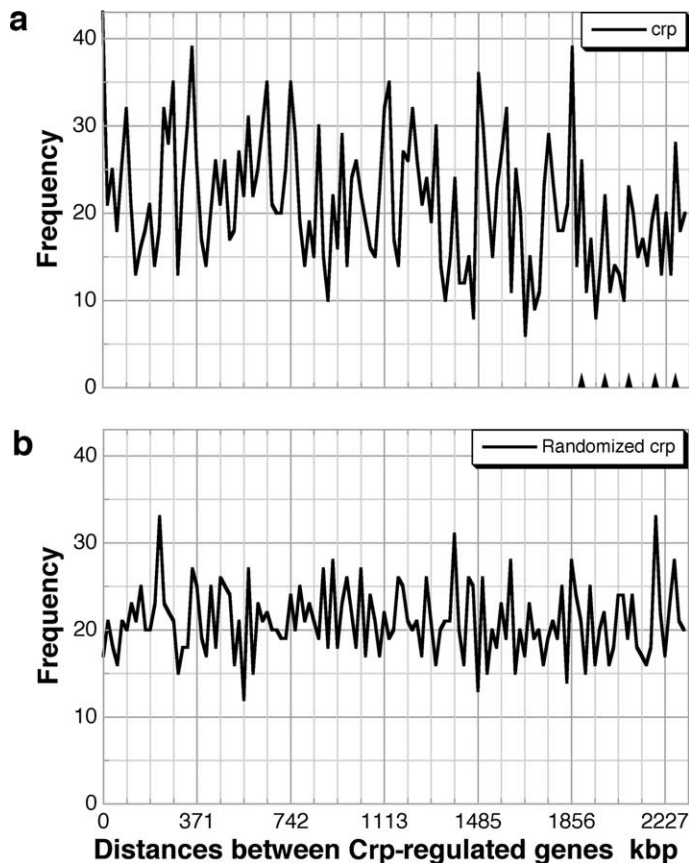 a
crp
40
30
20
10
0
Frequency
b
Randomized crp
40
30
20
10
0
Frequency
0 371 742 1113 1485 1856 2227
Distances between Crp-regulated genes kbp